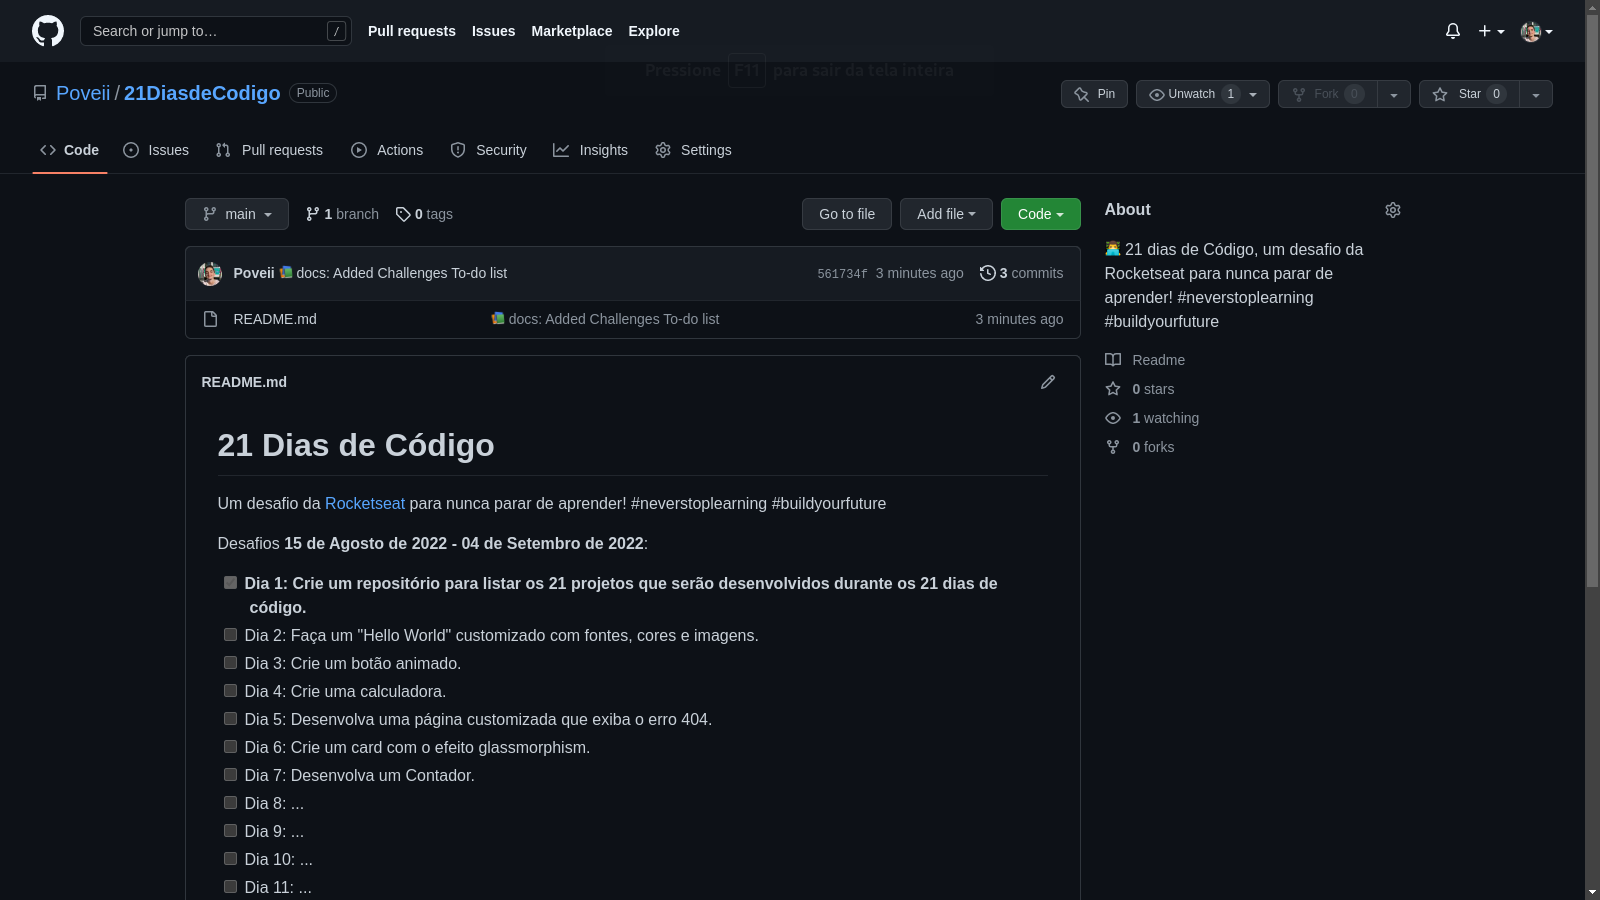 Search or jump to…
/
Pull requests
Issues
Marketplace
Explore
Pressione F11 para sair da tela inteira
Poveii / 21DiasdeCodigo
Public
Pin
Unwatch 1
Fork 0
Star 0
Code
Issues
Pull requests
Actions
Security
Insights
Settings
main
1 branch
0 tags
Go to file
Add file
Code
Poveii docs: Added Challenges To-do list
561734f 3 minutes ago
3 commits
README.md
docs: Added Challenges To-do list
3 minutes ago
README.md
21 Dias de Código
Um desafio da Rocketseat para nunca parar de aprender! #neverstoplearning #buildyourfuture
Desafios 15 de Agosto de 2022 - 04 de Setembro de 2022:
Dia 1: Crie um repositório para listar os 21 projetos que serão desenvolvidos durante os 21 dias de
código.
Dia 2: Faça um "Hello World" customizado com fontes, cores e imagens.
Dia 3: Crie um botão animado.
Dia 4: Crie uma calculadora.
Dia 5: Desenvolva uma página customizada que exiba o erro 404.
Dia 6: Crie um card com o efeito glassmorphism.
Dia 7: Desenvolva um Contador.
Dia 8: ...
Dia 9: ...
Dia 10: ...
Dia 11: ...
About
21 dias de Código, um desafio da
Rocketseat para nunca parar de
aprender! #neverstoplearning
#buildyourfuture
Readme
0 stars
1 watching
0 forks